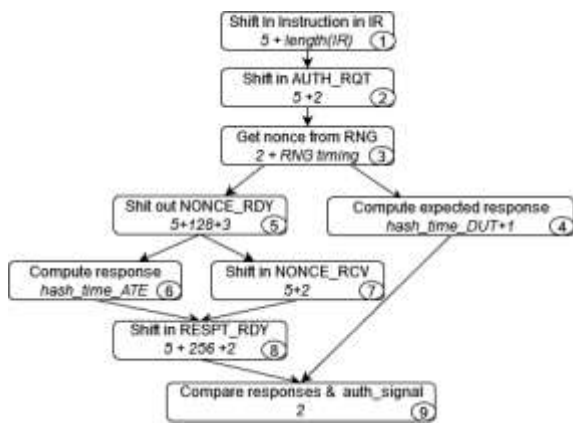 Shift In Instruction in IR
5 + length(IR)
1
Shift in AUTH_RQT
5 +2
2
Get nonce from RNG
2 + RNG timing
3
Shit out NONCE_RDY
5+128+3
5
Compute expected response
hash_time_DUT+1
4
Compute response
hash_time_ATE
6
Shift in NONCE_RCV
5+2
7
Shift in RESPT_RDY
5 + 256 +2
8
Compare responses & auth_signal
2
9